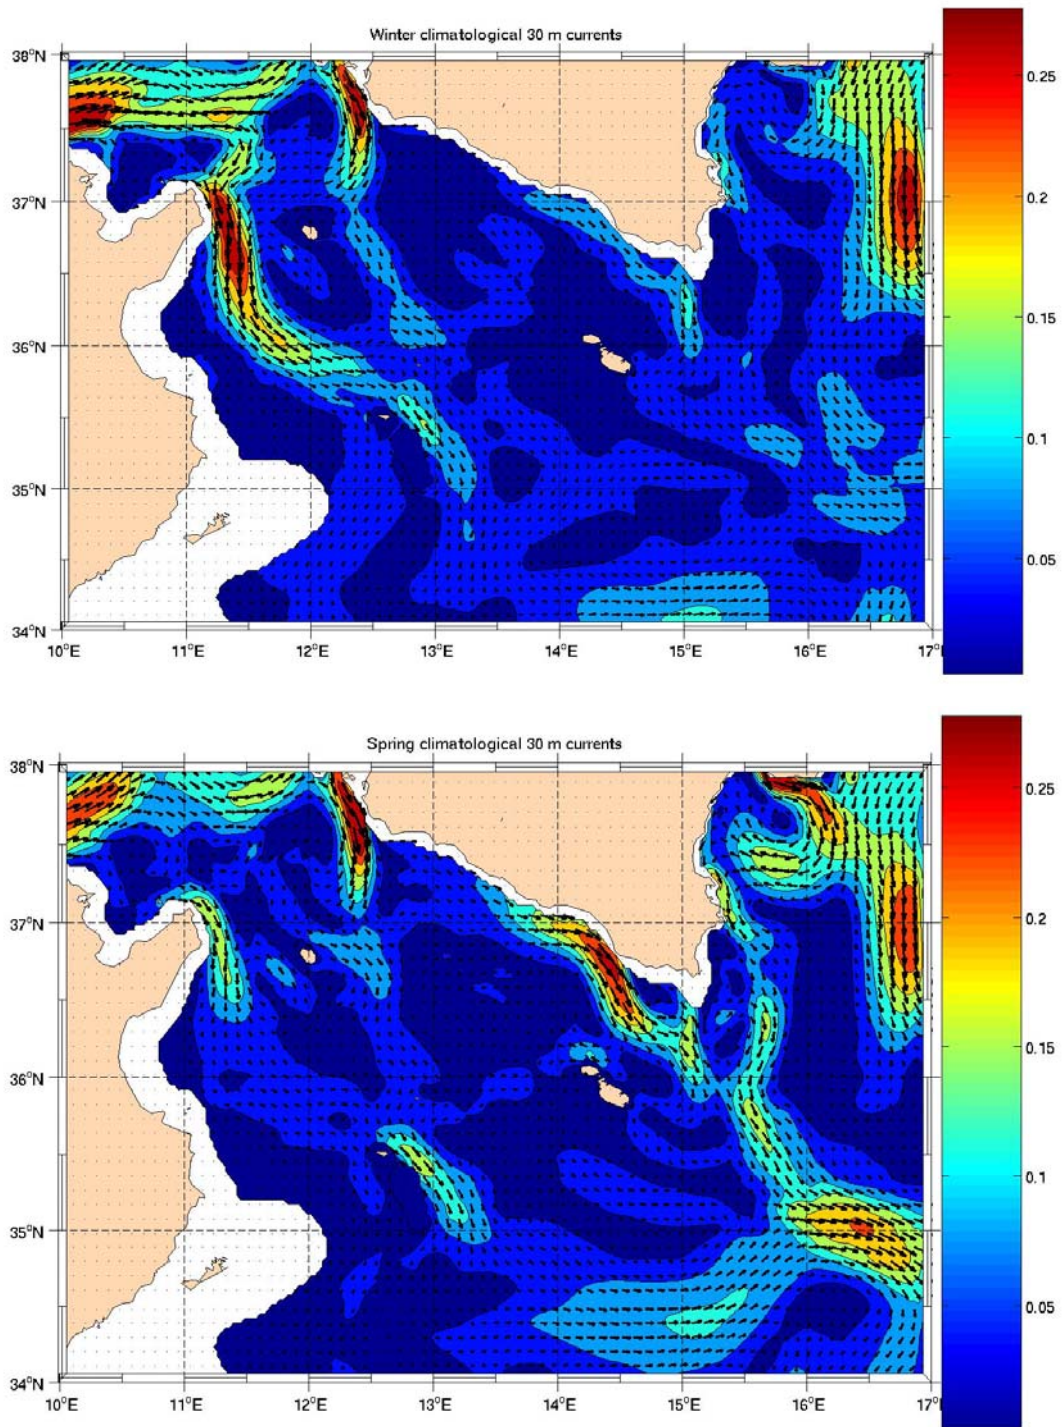 Winter climatological 30 m currents
38°N
37°N
36°N
35°N
34°N
10°E 11°E 12°E 13°E 14°E 15°E 16°E 17°
0.25
0.2
0.15
0.1
0.05
Spring climatological 30 m currents
38°N
37°N
36°N
35°N
34°N
10°E 11°E 12°E 13°E 14°E 15°E 16°E 17°
0.25
0.2
0.15
0.1
0.05